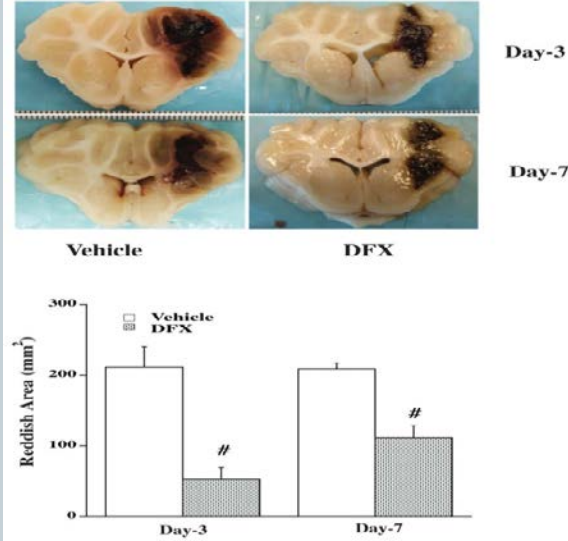 Day-3
Day-7
Vehicle DFX
300
Vehicle
DFX
#
200
#
100
0
Reddish Area (mm²)
Day-3 Day-7